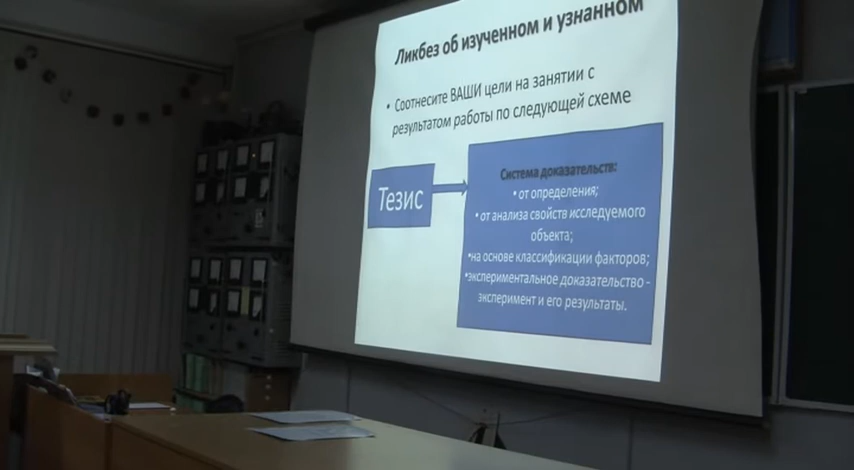 Ликбез об изученном и узнанном
• Соотнесите ВАШИ цели на занятии с
результатом работы по следующей схеме
Тезис
Система доказательств:
•от определения;
•от анализа свойств исследуемого
объекта;
•на основе классификации факторов;
•экспериментальное доказательство -
эксперимент и его результаты.